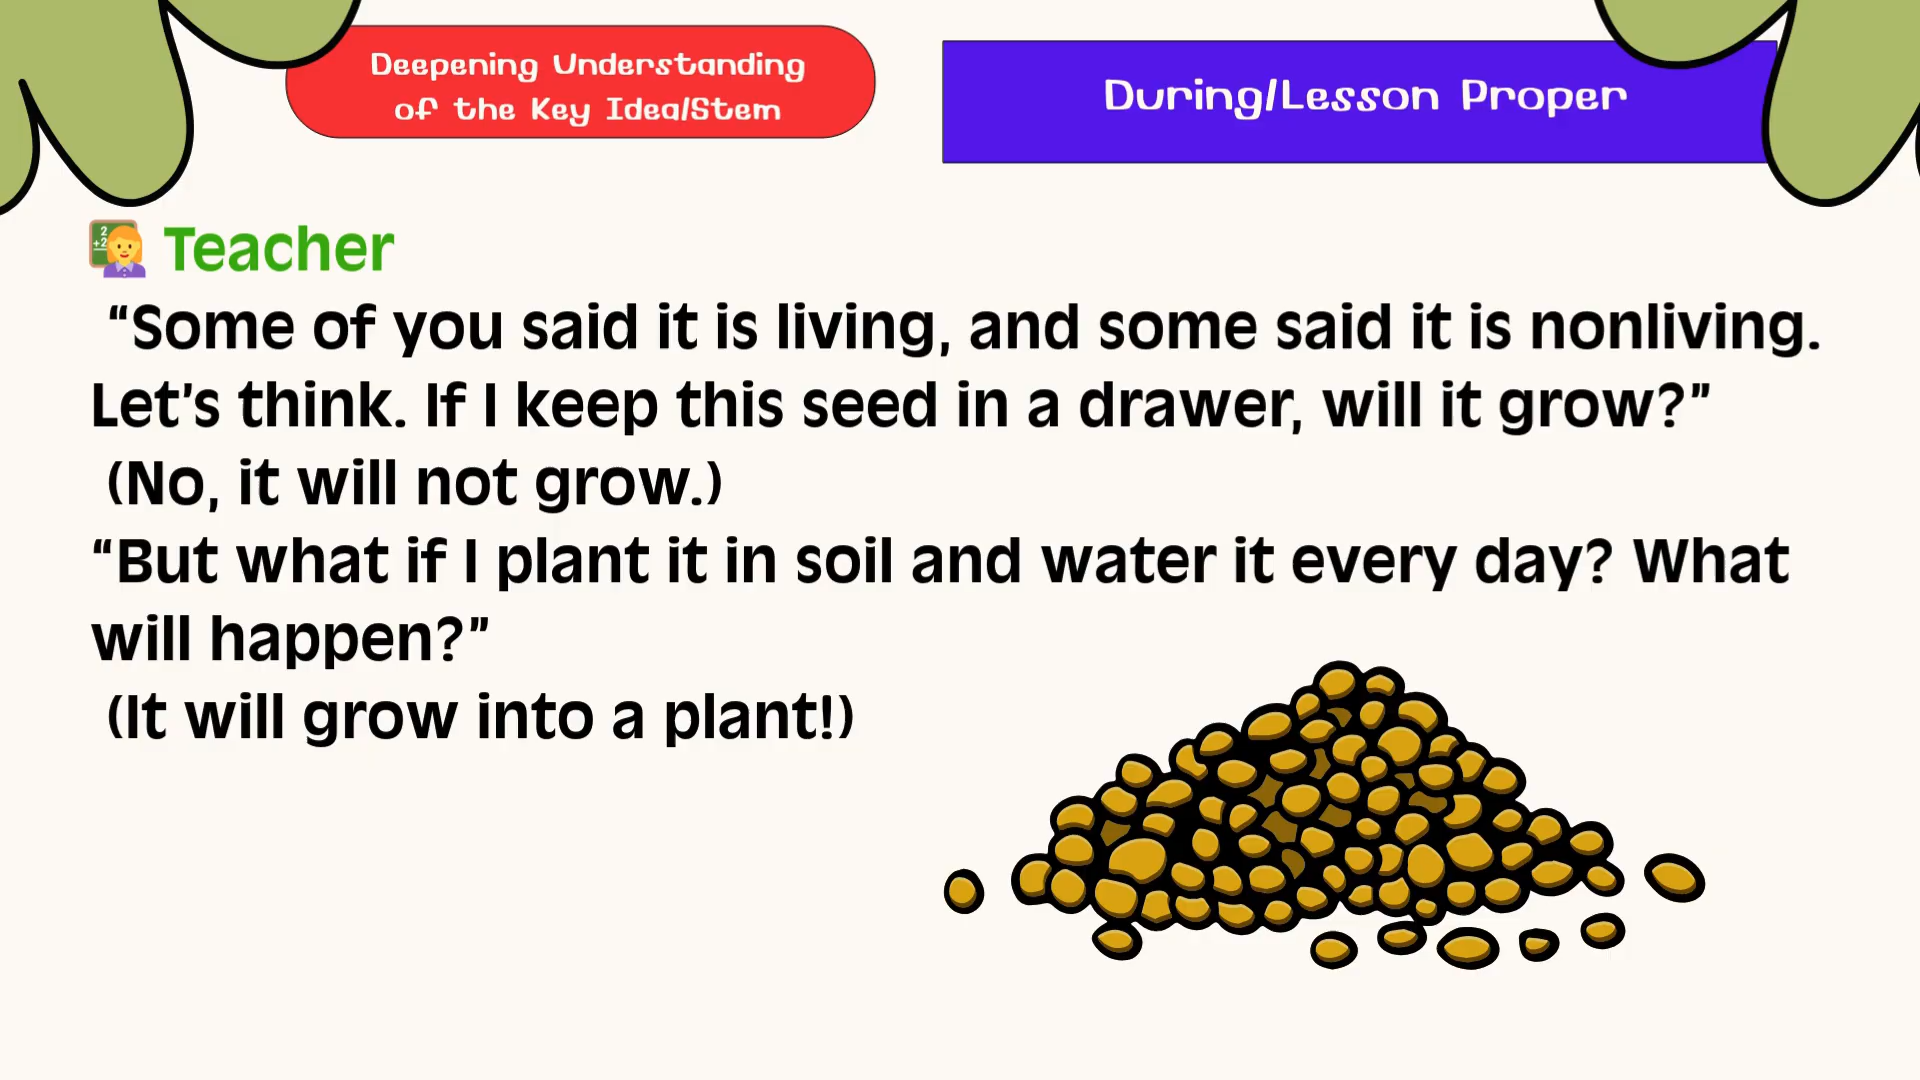 Deepening Understanding
of the Key Idea/Stem
During/Lesson Proper
2
+2
Teacher
“Some of you said it is living, and some said it is nonliving.
Let’s think. If I keep this seed in a drawer, will it grow?”
(No, it will not grow.)
“But what if I plant it in soil and water it every day? What
will happen?”
(It will grow into a plant!)